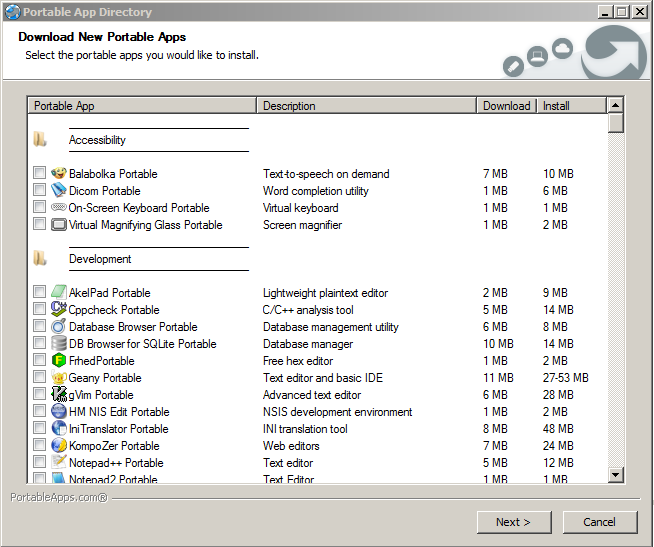 Portable App Directory
Download New Portable Apps
Select the portable apps you would like to install.
Portable App Description Download Install
Accessibility
Balabolka Portable Text-to-speech on demand 7 MB 10 MB
Dicom Portable Word completion utility 1 MB 6 MB
On-Screen Keyboard Portable Virtual keyboard 1 MB 1 MB
Virtual Magnifying Glass Portable Screen magnifier 1 MB 2 MB
Development
AkelPad Portable Lightweight plaintext editor 2 MB 9 MB
Cppcheck Portable C/C++ analysis tool 5 MB 14 MB
Database Browser Portable Database management utility 6 MB 8 MB
DB Browser for SQLite Portable Database manager 10 MB 14 MB
FrhedPortable Free hex editor 1 MB 2 MB
Geany Portable Text editor and basic IDE 11 MB 27-53 MB
gVim Portable Advanced text editor 6 MB 28 MB
HM NIS Edit Portable NSIS development environment 1 MB 2 MB
IniTranslator Portable INI translation tool 8 MB 48 MB
KompoZer Portable Web editors 7 MB 24 MB
Notepad++ Portable Text editor 5 MB 12 MB
Notepad2 Portable Text Editor 1 MB 1 MB
PortableApps.com®
Next > Cancel